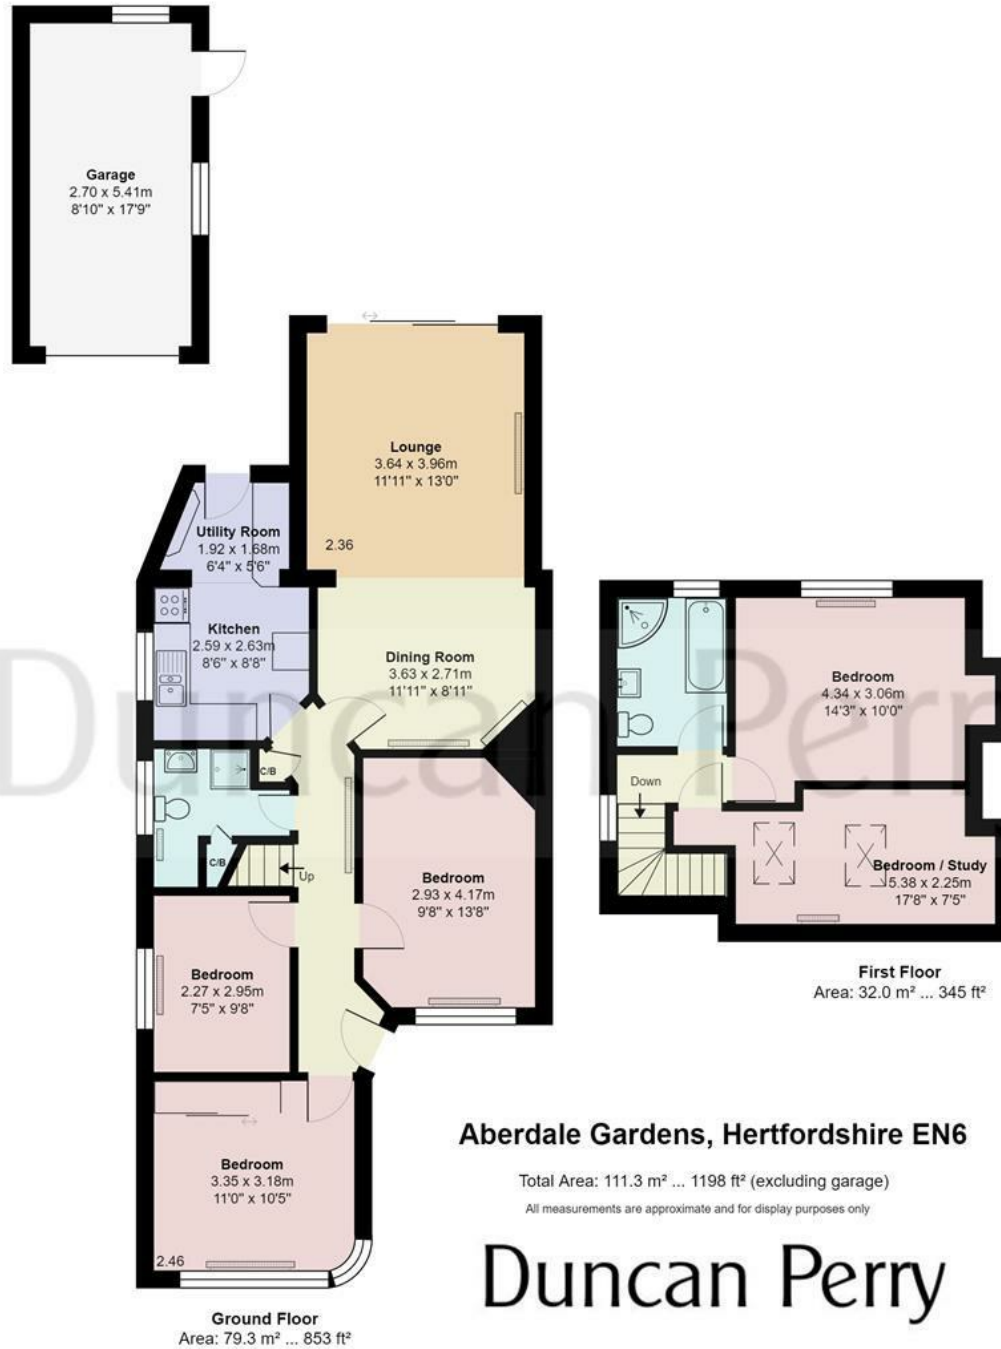 Garage
2.70 x 5.41m
8'10" x 17'9"
Lounge
3.64 x 3.96m
11'11" x 13'0"
2.36
Utility Room
1.92 x 1.68m
6'4" x 5'6"
Kitchen
2.59 x 2.63m
8'6" x 8'8"
Dining Room
3.63 x 2.71m
11'11" x 8'11"
Duncan Perry
C/B
C/B
Up
Bedroom
2.93 x 4.17m
9'8" x 13'8"
Bedroom
2.27 x 2.95m
7'5" x 9'8"
Bedroom
3.35 x 3.18m
11'0" x 10'5"
2.46
Ground Floor
Area: 79.3 m² ... 853 ft²
Bedroom
4.34 x 3.06m
14'3" x 10'0"
Down
Bedroom / Study
5.38 x 2.25m
17'8" x 7'5"
First Floor
Area: 32.0 m² ... 345 ft²
Aberdale Gardens, Hertfordshire EN6
Total Area: 111.3 m² ... 1198 ft² (excluding garage)
All measurements are approximate and for display purposes only
Duncan Perry